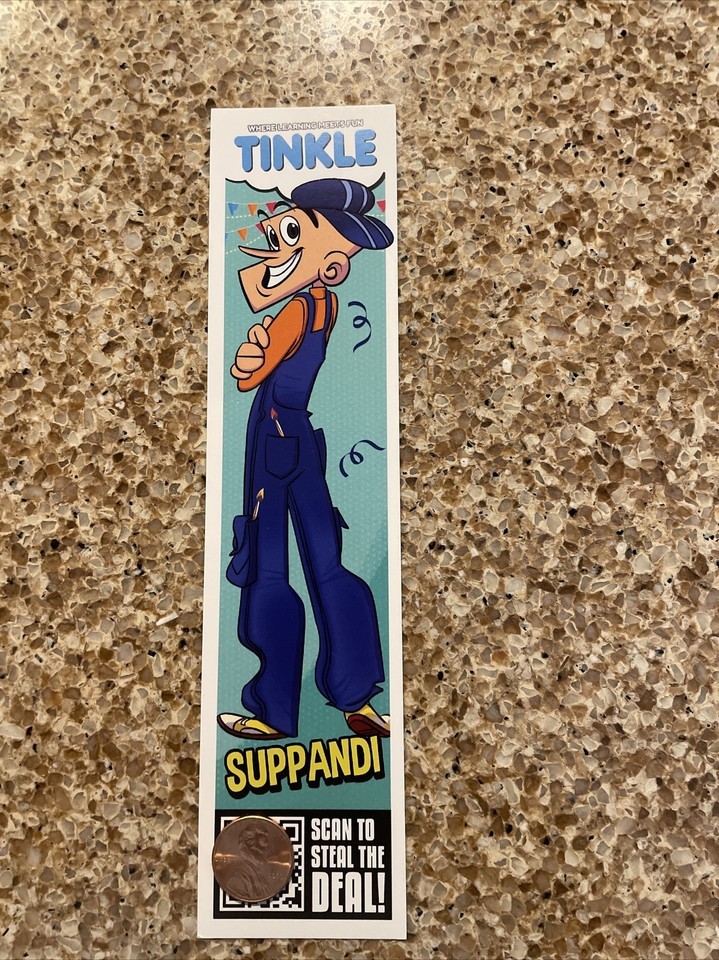 WHERE LEARNING MEETS FUN
TINKLE
SUPPANDI
SCAN TO
STEAL THE
DEAL!